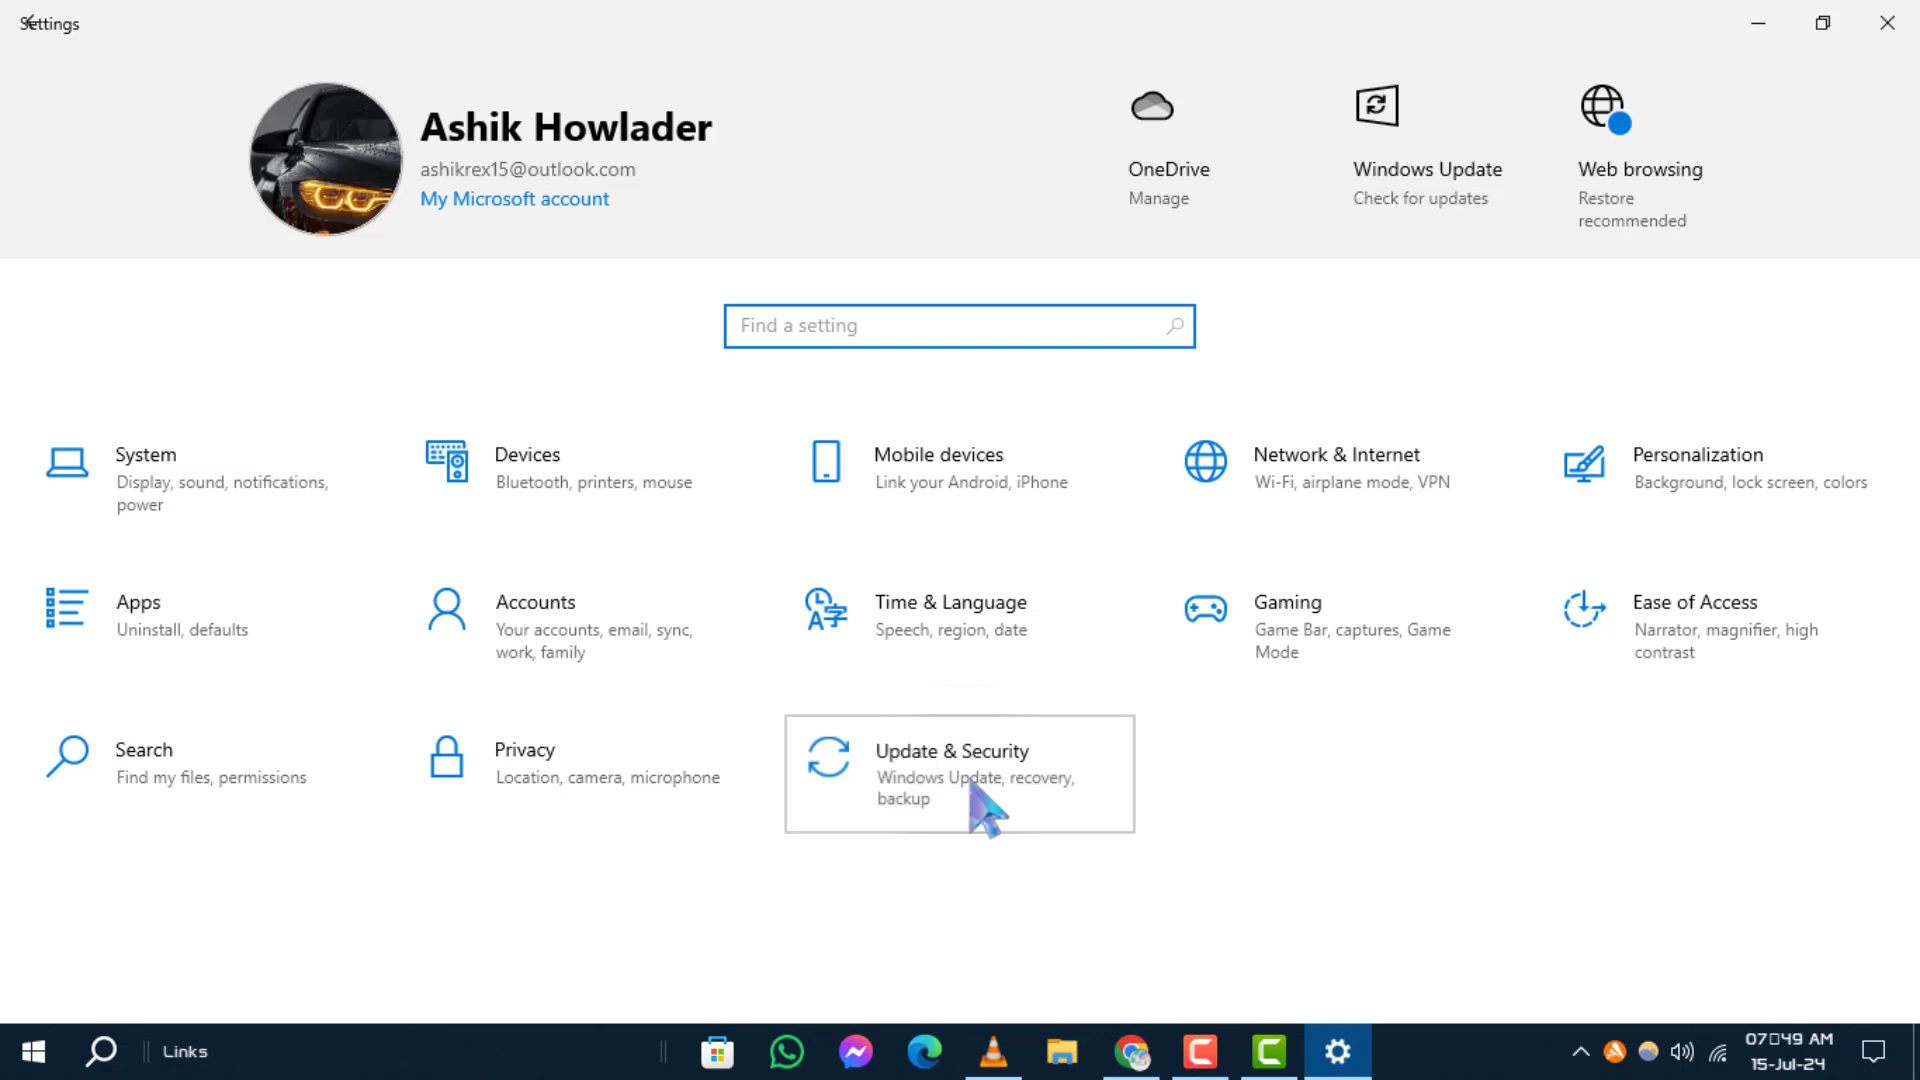 Settings
Ashik Howlader
ashikrex15@outlook.com
My Microsoft account
OneDrive
Manage
Windows Update
Check for updates
Web browsing
Restore
recommended
Find a setting
System
Display, sound, notifications,
power
Devices
Bluetooth, printers, mouse
Mobile devices
Link your Android, iPhone
Network & Internet
Wi-Fi, airplane mode, VPN
Personalization
Background, lock screen, colors
Apps
Uninstall, defaults
Accounts
Your accounts, email, sync,
work, family
Time & Language
Speech, region, date
Gaming
Game Bar, captures, Game
Mode
Ease of Access
Narrator, magnifier, high
contrast
Search
Find my files, permissions
Privacy
Location, camera, microphone
Update & Security
Windows Update, recovery,
backup
Links
07▯49 AM
15-Jul-24